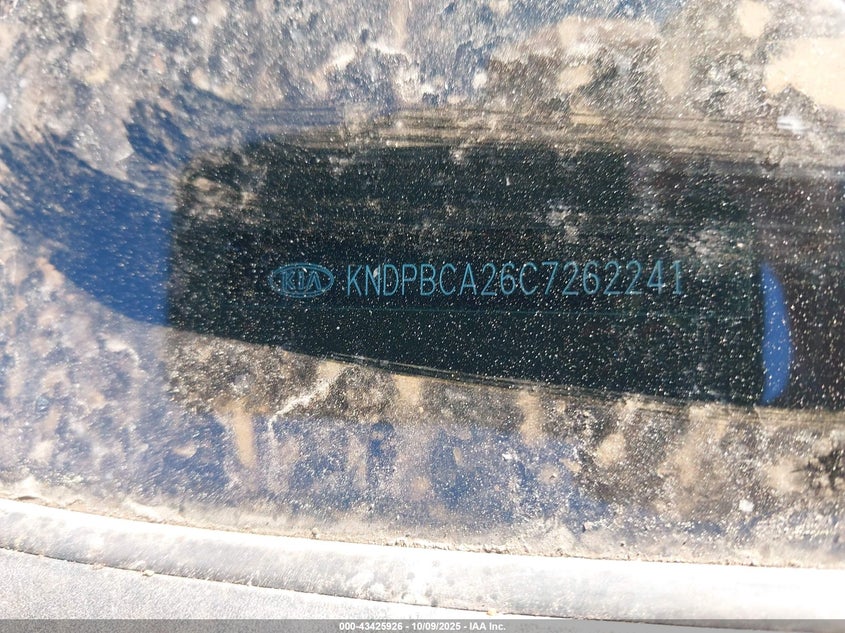 KIA KNDPBCA26C7262241
000-43425926 - 10/09/2025 - IAA Inc.